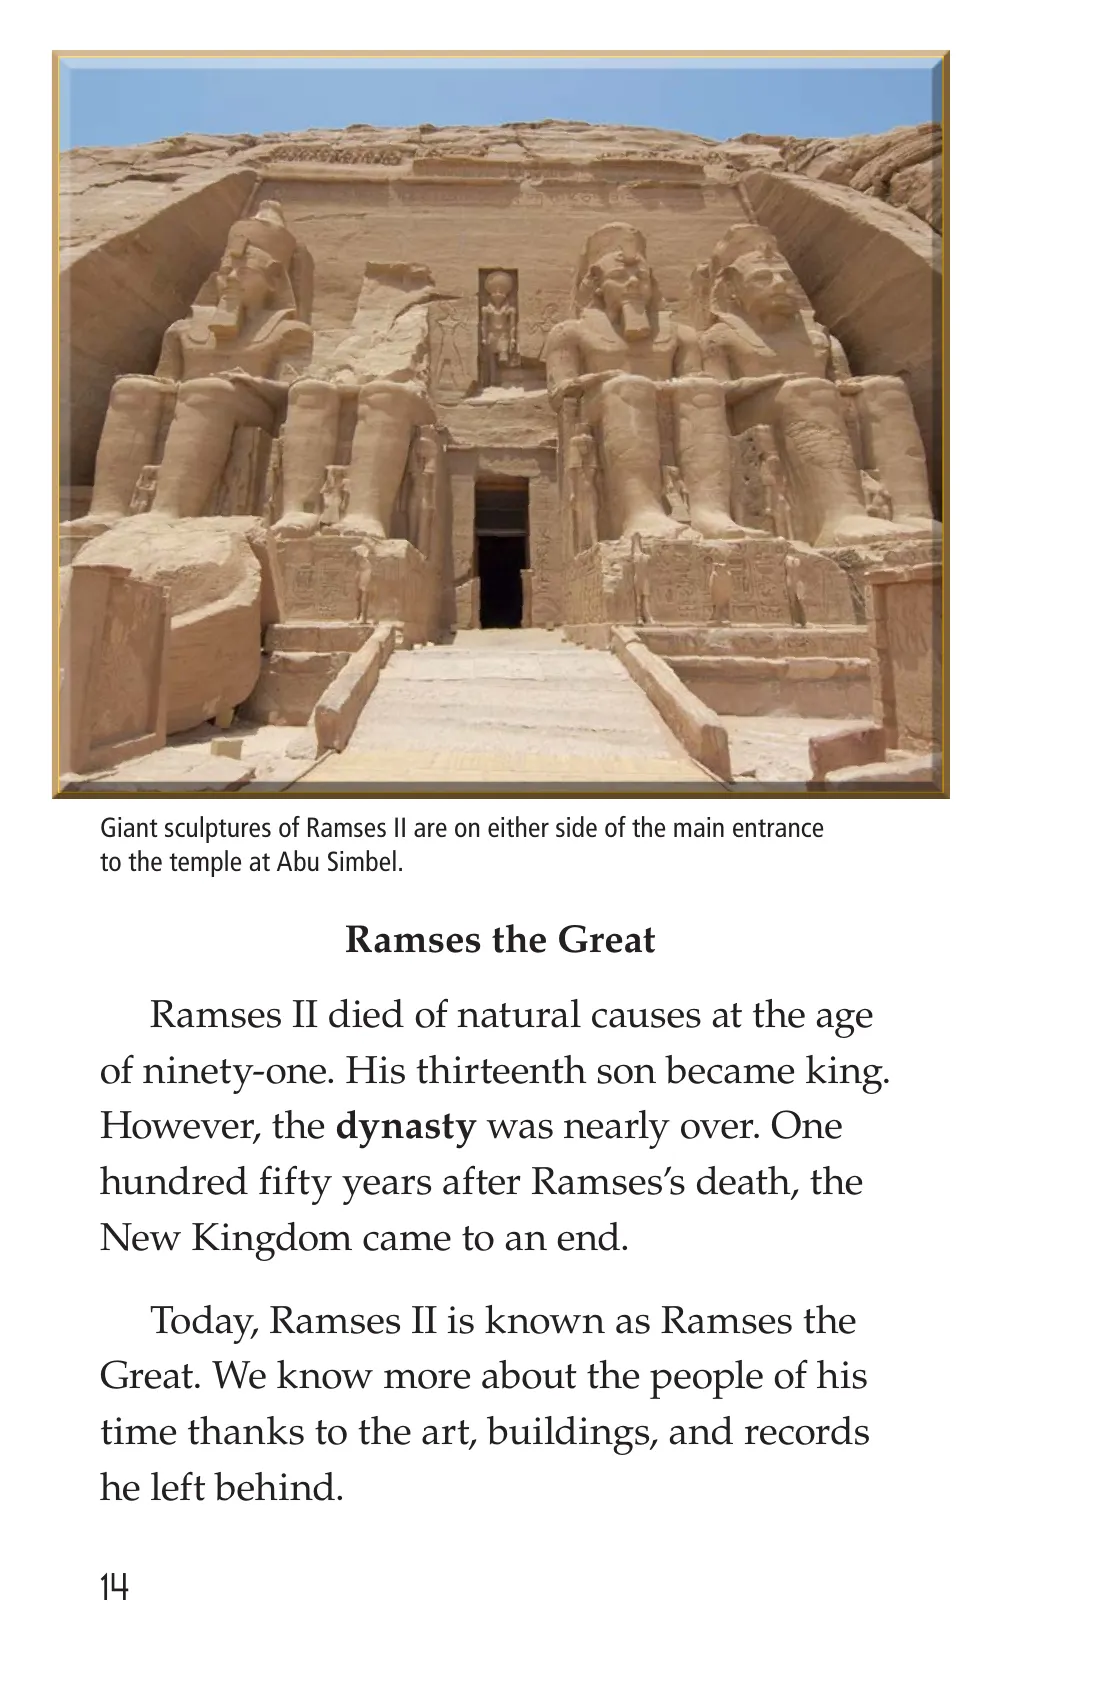 Giant sculptures of Ramses II are on either side of the main entrance
to the temple at Abu Simbel.
Ramses the Great
Ramses II died of natural causes at the age
of ninety-one. His thirteenth son became king.
However, the dynasty was nearly over. One
hundred fifty years after Ramses’s death, the
New Kingdom came to an end.
Today, Ramses II is known as Ramses the
Great. We know more about the people of his
time thanks to the art, buildings, and records
he left behind.
14